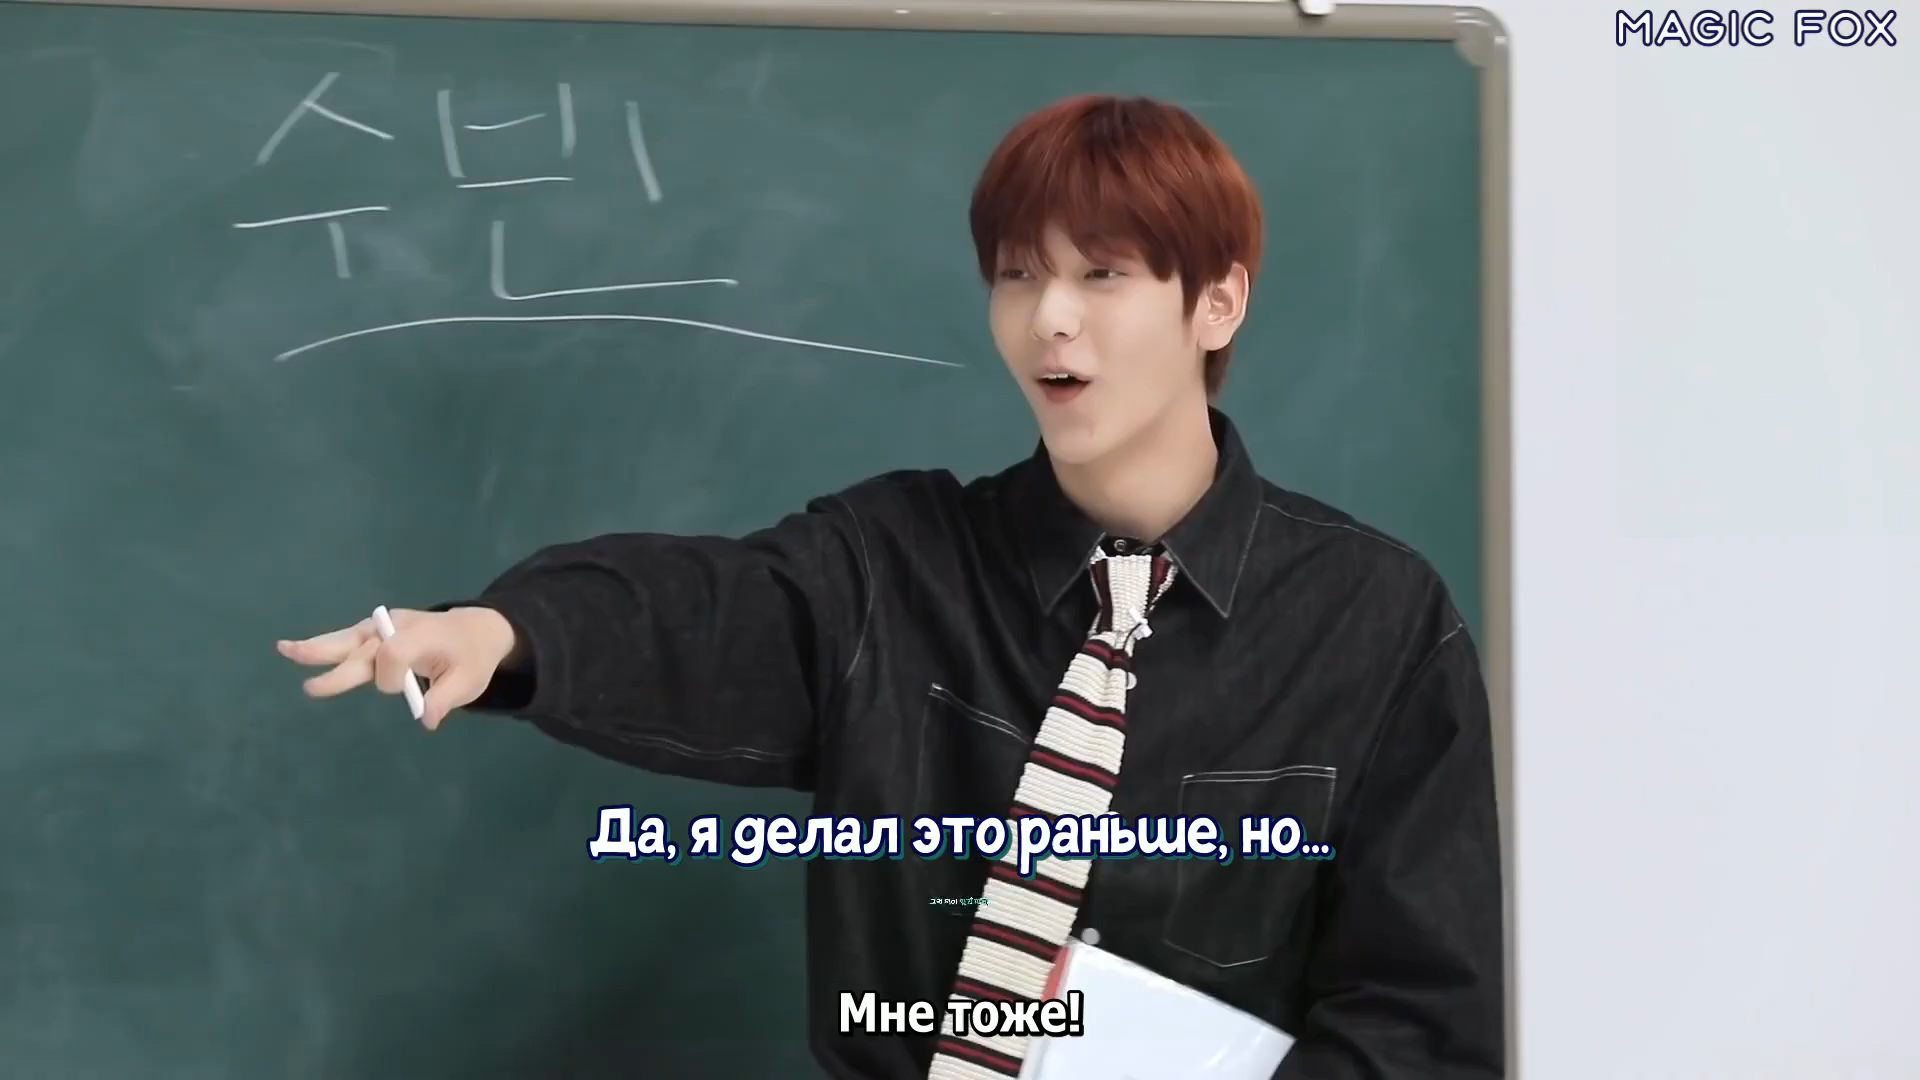 MAGIC FOX
수빈
Да, я делал это раньше, но...
Мне тоже!